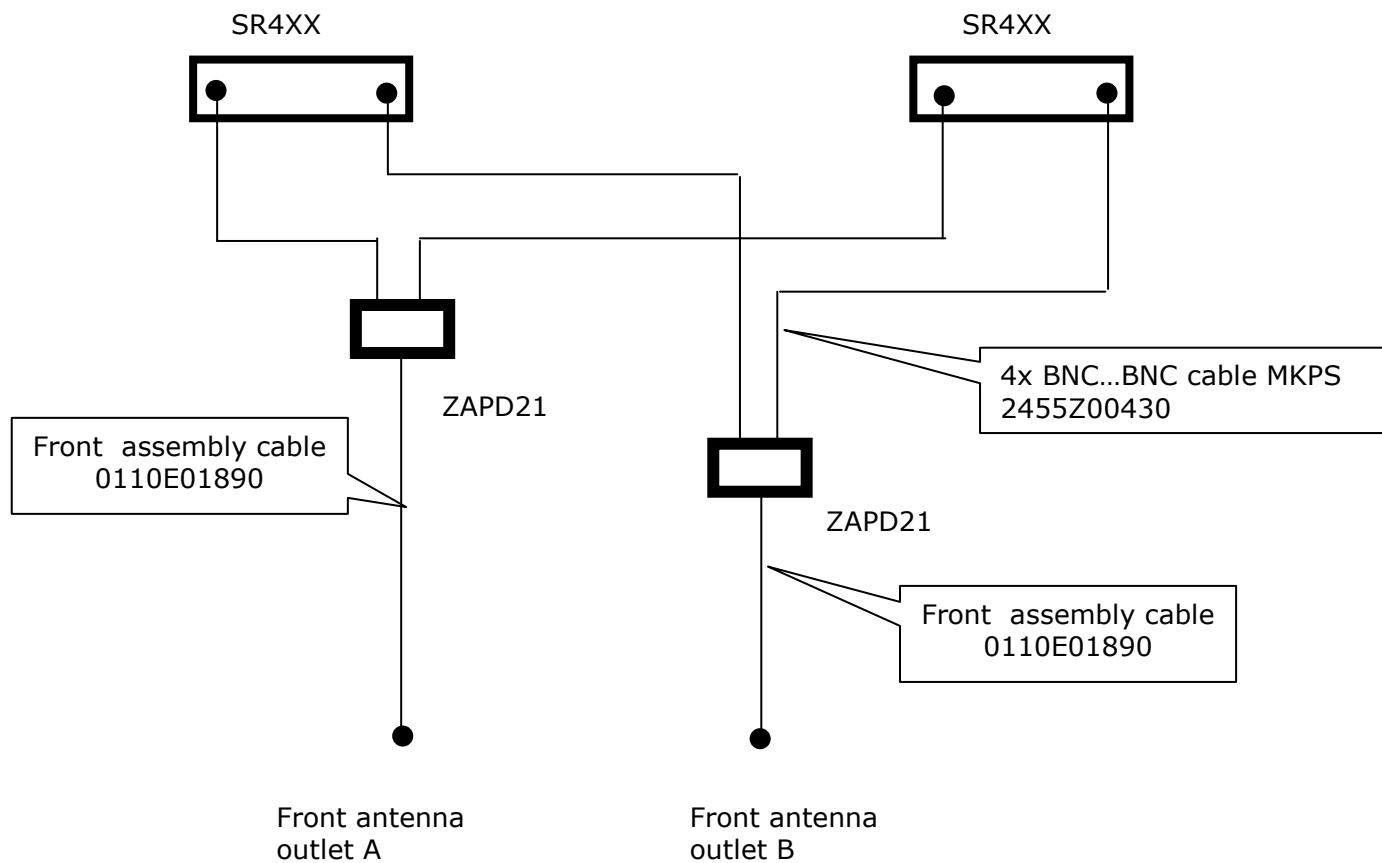 SR4XX
SR4XX
4x BNC...BNC cable MKPS
2455Z00430
ZAPD21
Front  assembly cable
0110E01890
ZAPD21
Front  assembly cable
0110E01890
Front antenna
outlet A
Front antenna
outlet B